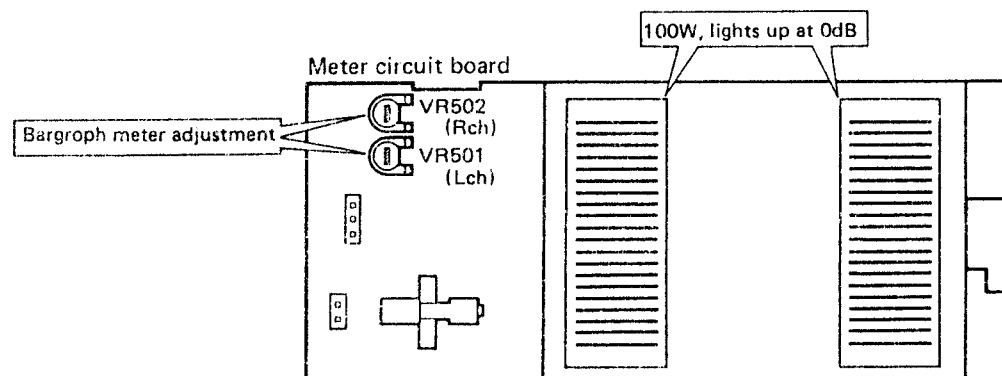 100W, lights up at 0dB
Meter circuit board
VR502
(Rch)
Bargroph meter adjustment
VR501
(Lch)